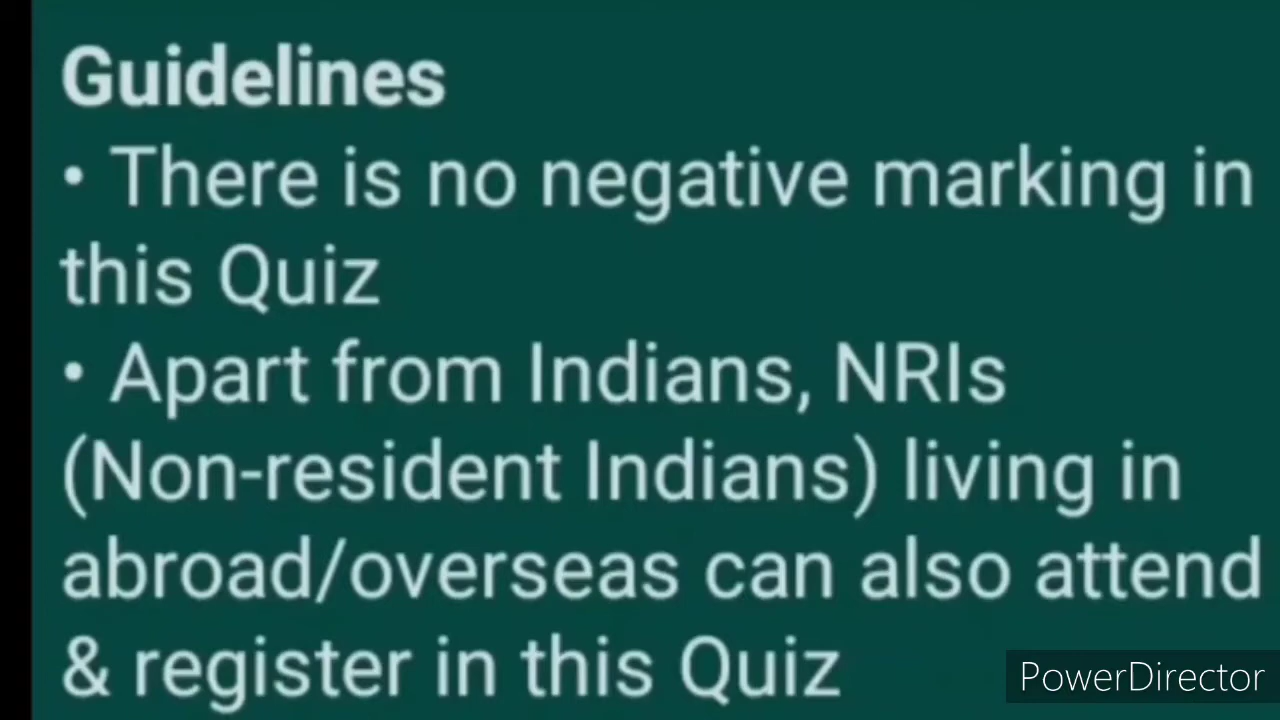 Guidelines
• There is no negative marking in
this Quiz
• Apart from Indians, NRIs
(Non-resident Indians) living in
abroad/overseas can also attend
& register in this Quiz
PowerDirector